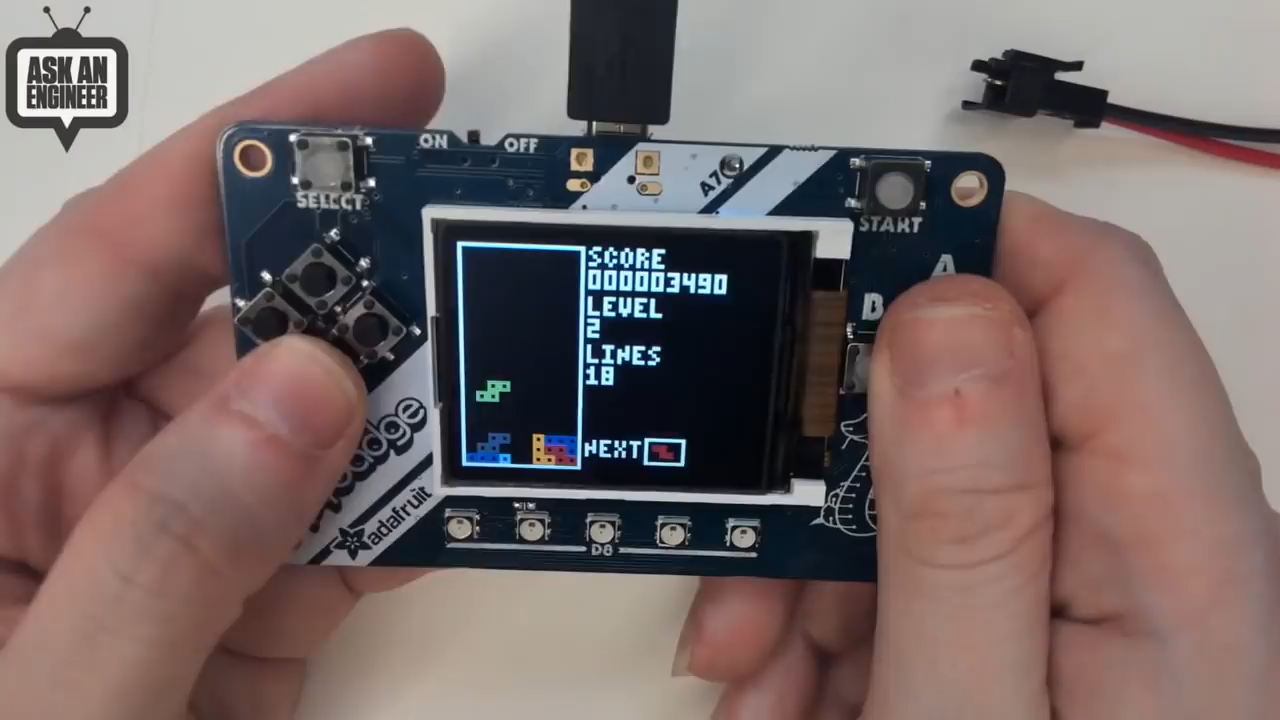 ASK AN
ENGINEER
ON
OFF
SELECT
A7
START
A
B
SCORE
000003490
LEVEL
2
LINES
18
NEXT
adafruit
D8